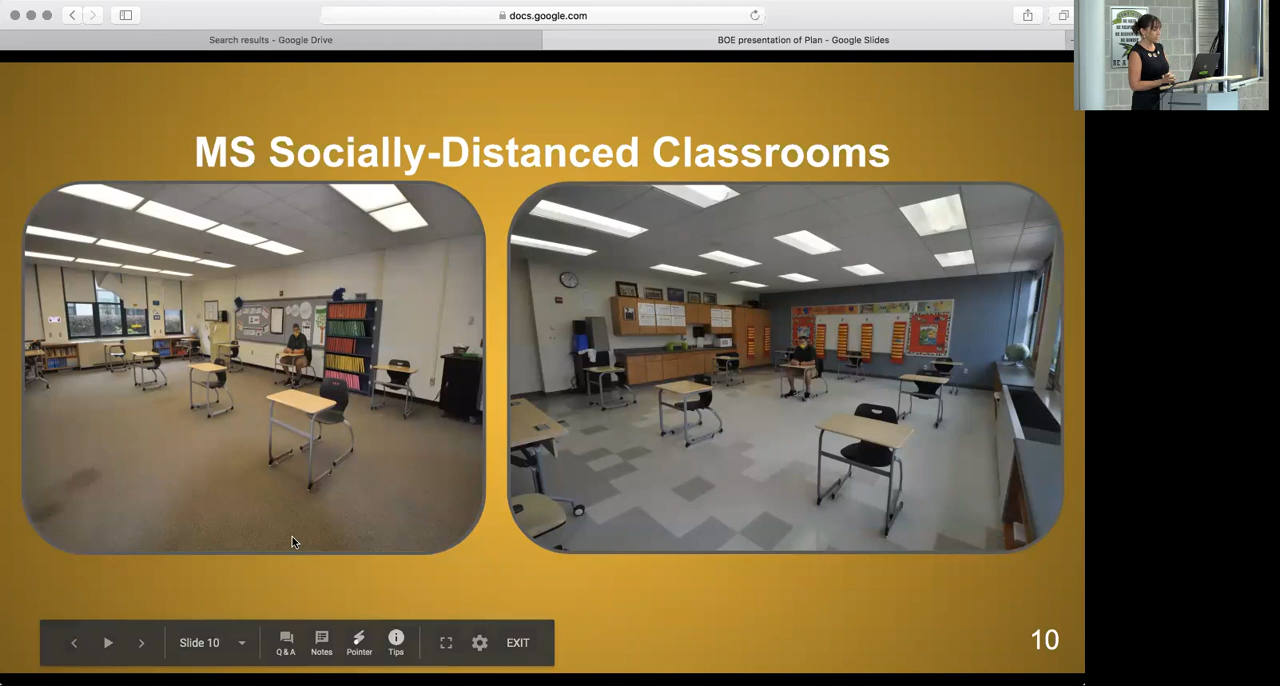 docs.google.com
Search results - Google Drive
BOE presentation of Plan - Google Slides
MS Socially-Distanced Classrooms
Slide 10
Q & A
Notes
Pointer
Tips
EXIT
10